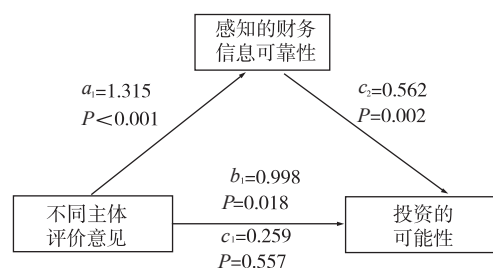 感知的财务
信息可靠性
a₁=1.315
P<0.001
c₂=0.562
P=0.002
b₁=0.998
P=0.018
不同主体
评价意见
投资的
可能性
c₁=0.259
P=0.557